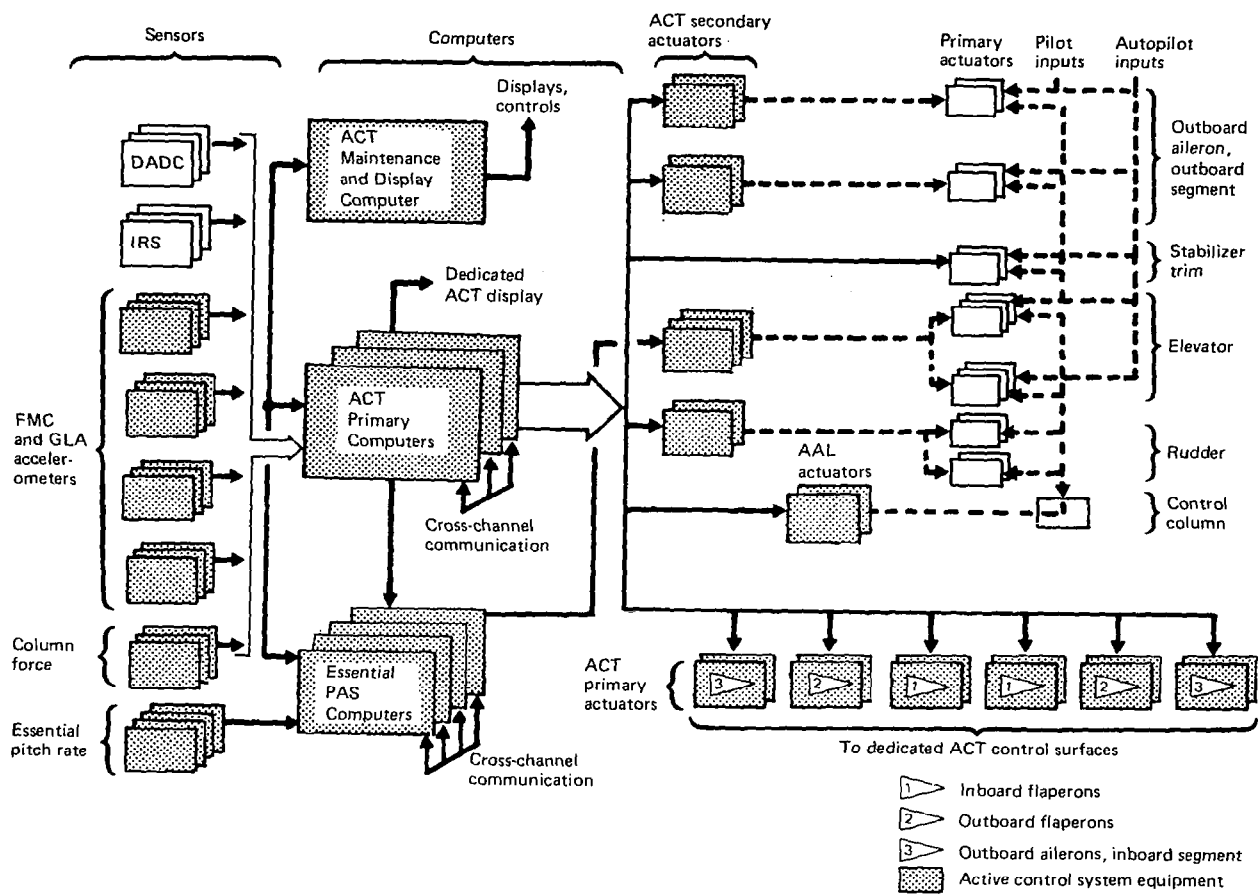 Sensors
Computers
ACT secondary
actuators
Primary
actuators
Pilot
inputs
Autopilot
inputs
Displays,
controls
DADC
ACT
Maintenance
and Display
Computer
Outboard
aileron,
outboard
segment
IRS
Stabilizer
trim
Dedicated
ACT display
Elevator
FMC
and GLA
acceler-
ometers
ACT
Primary
Computers
AAL
actuators
Rudder
Control
column
Cross-channel
communication
Column
force
Essential
PAS
Computers
ACT
primary
actuators
3
2
1
1
2
3
Essential
pitch rate
Cross-channel
communication
To dedicated ACT control surfaces
1 Inboard flaperons
2 Outboard flaperons
3 Outboard ailerons, inboard segment
Active control system equipment